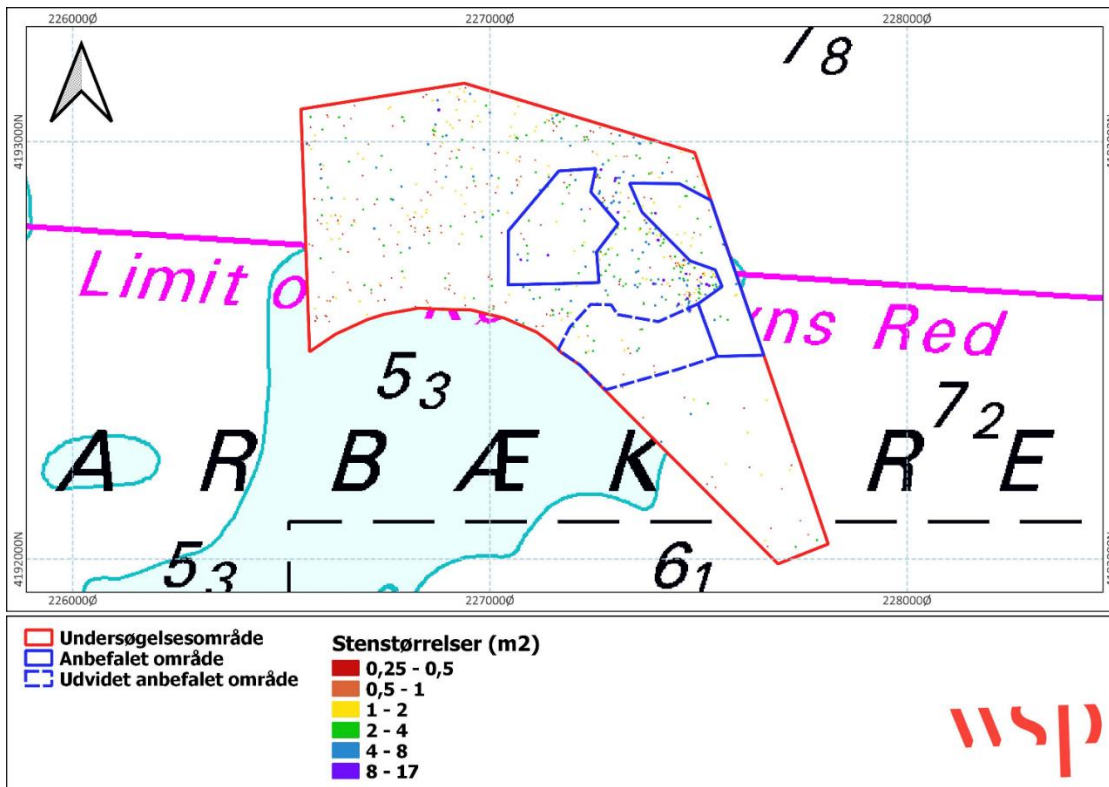 226000Ø 227000Ø 228000Ø
7 8
4193000N
Limit o
wns Red
5 3
7 2
A R B Æ K R E
5 3
6 1
226000Ø 227000Ø 228000Ø
Undersøgelsesområde
Anbefalet område
Udvidet anbefalet område
Stenstørrelser (m2)
0,25 - 0,5
0,5 - 1
1 - 2
2 - 4
4 - 8
8 - 17
wsp